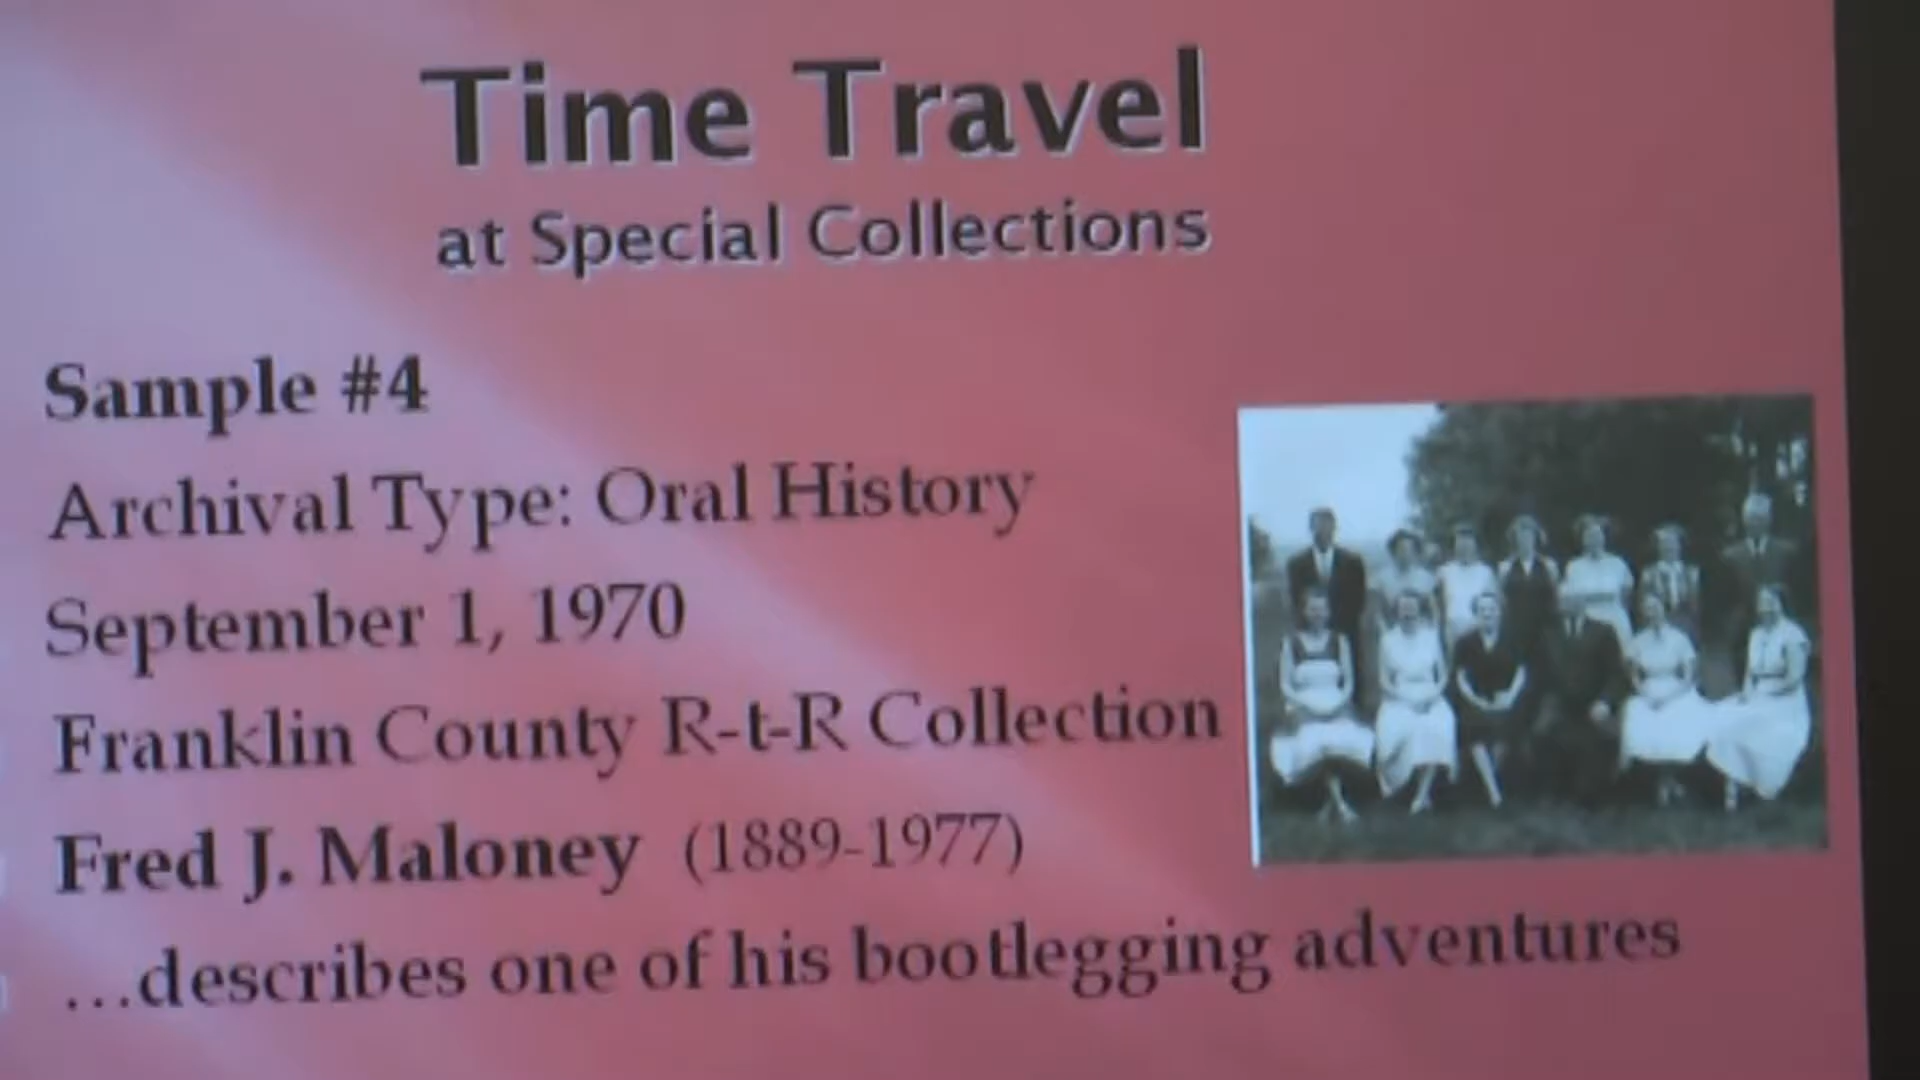 Time Travel
at Special Collections
Sample #4
Archival Type: Oral History
September 1, 1970
Franklin County R-t-R Collection
Fred J. Maloney (1889-1977)
...describes one of his bootlegging adventures